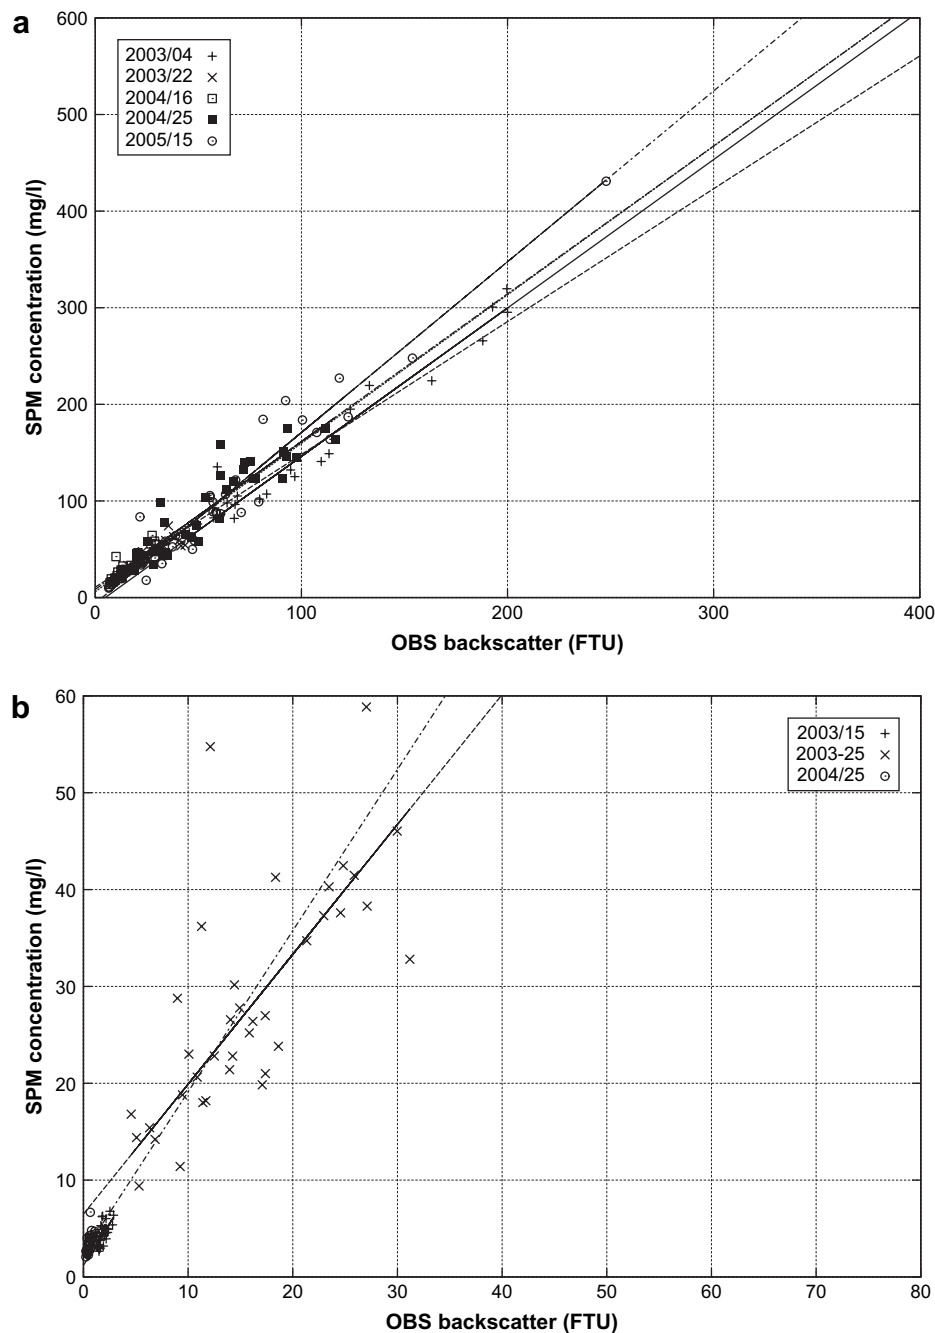 a
600
500
400
300
200
100
0
2003/04
2003/22
2004/16
2004/25
2005/15
SPM concentration (mg/l)
0 100 200 300 400
OBS backscatter (FTU)
b
60
50
40
30
20
10
0
2003/15
2003-25
2004/25
SPM concentration (mg/l)
0 10 20 30 40 50 60 70 80
OBS backscatter (FTU)